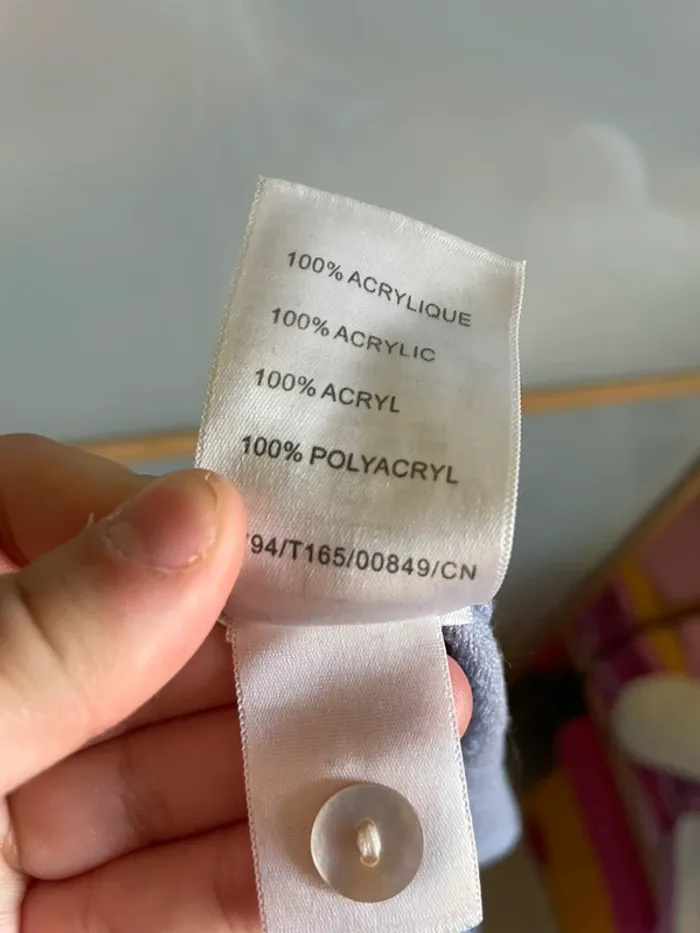 100% ACRYLIQUE
100% ACRYLIC
100% ACRYL
100% POLYACRYL
94/T165/00849/CN